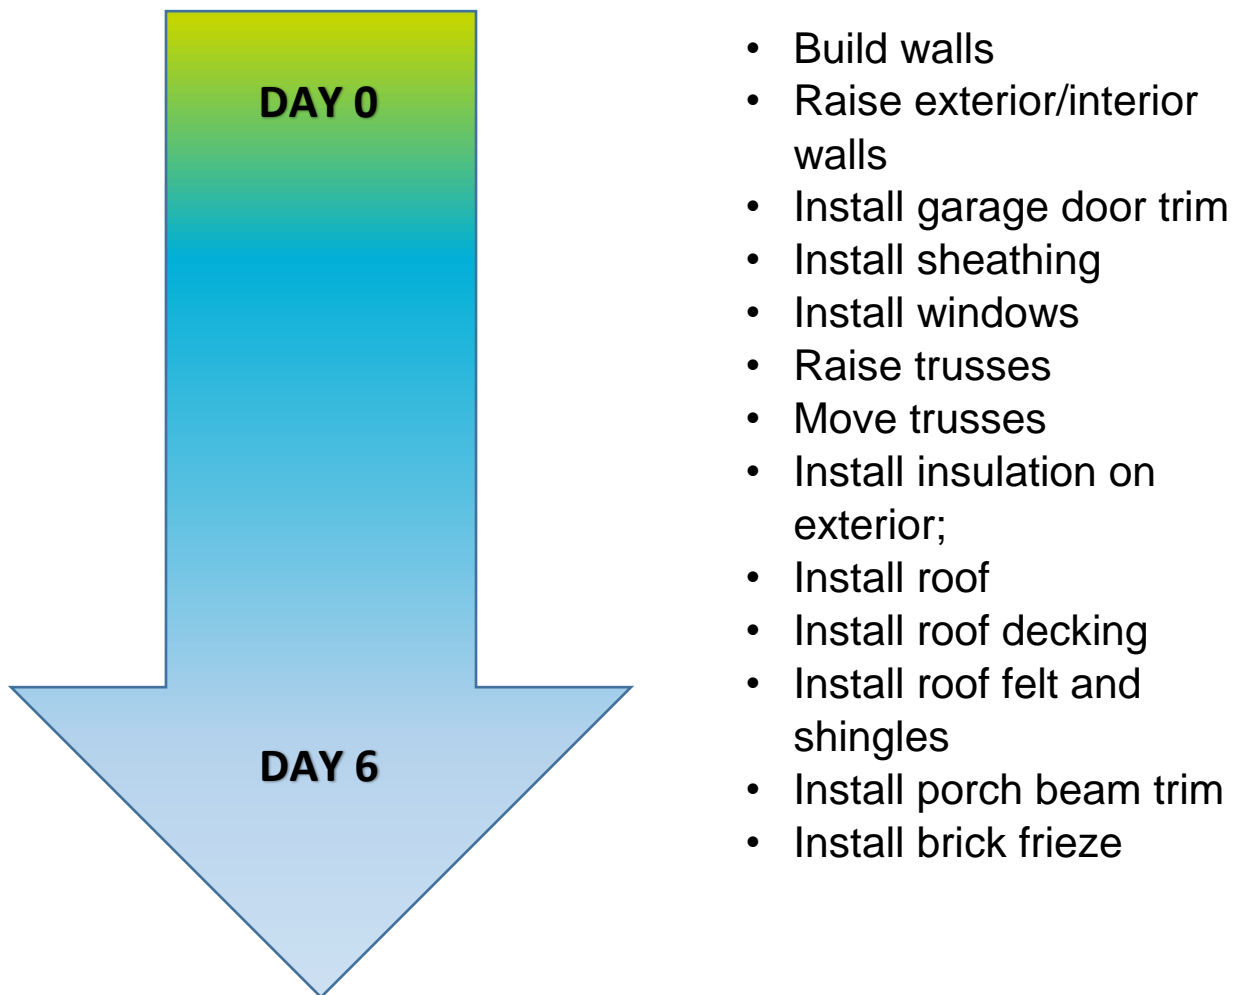 DAY 0
DAY 6
• Build walls
• Raise exterior/interior
walls
• Install garage door trim
• Install sheathing
• Install windows
• Raise trusses
• Move trusses
• Install insulation on
exterior;
• Install roof
• Install roof decking
• Install roof felt and
shingles
• Install porch beam trim
• Install brick frieze